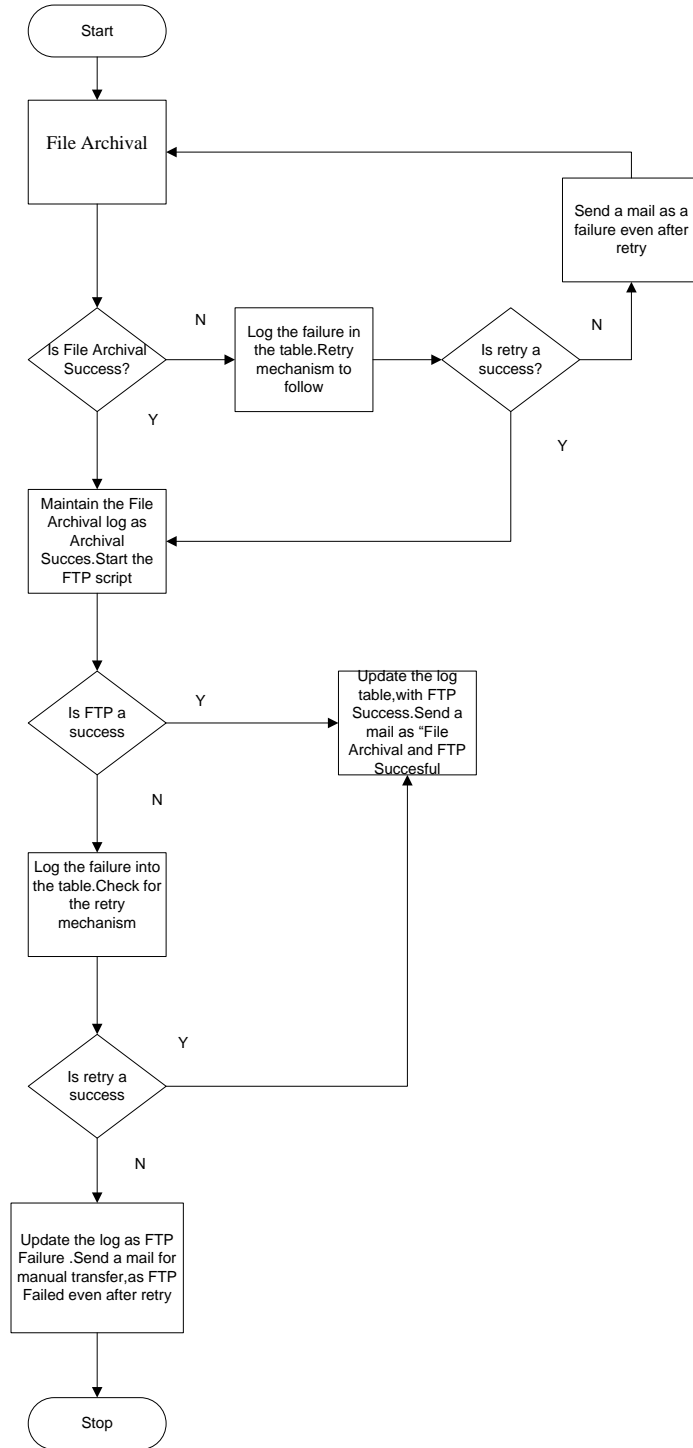 Start
File Archival
Send a mail as a
failure even after
retry
Is File Archival
Success?
N
Log the failure in
the table.Retry
mechanism to
follow
Is retry a
success?
N
Y
Y
Maintain the File
Archival log as
Archival
Succes.Start the
FTP script
Is FTP a
success
Y
Update the log
table,with FTP
Success.Send a
mail as “File
Archival and FTP
Succesful
N
Log the failure into
the table.Check for
the retry
mechanism
Y
Is retry a
success
N
Update the log as FTP
Failure .Send a mail for
manual transfer,as FTP
Failed even after retry
Stop